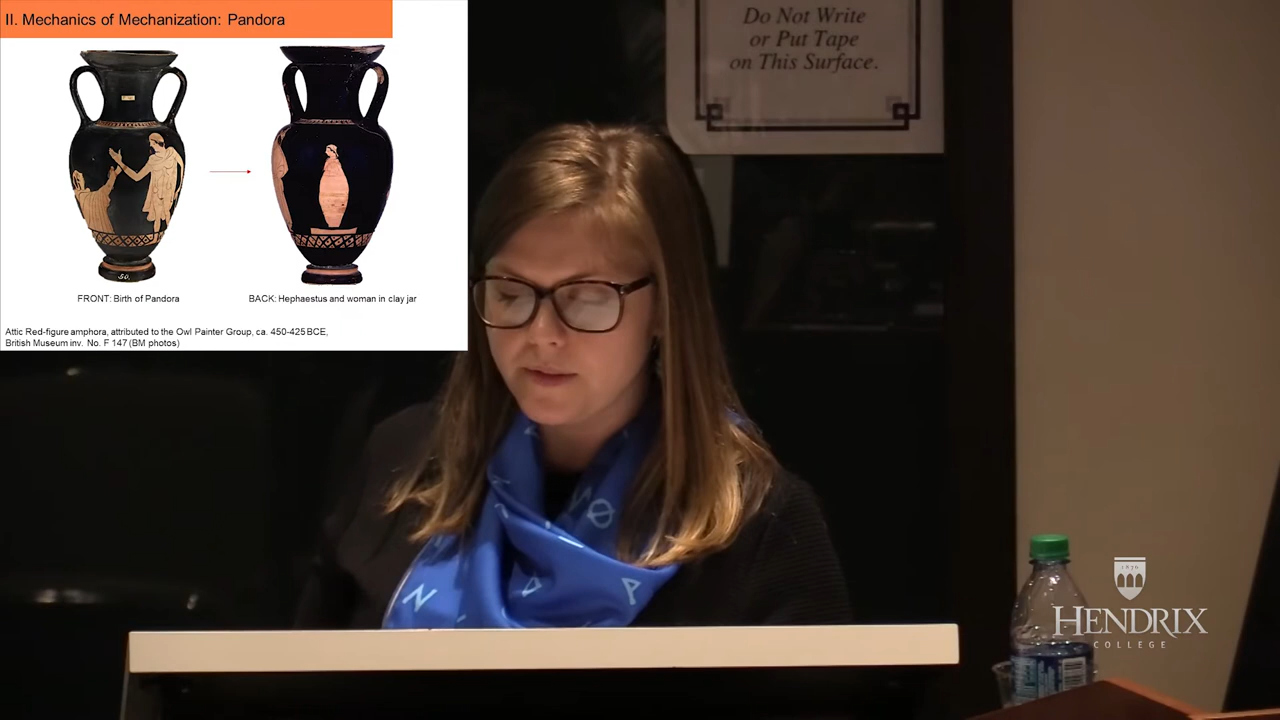 II. Mechanics of Mechanization: Pandora
FRONT: Birth of Pandora
BACK: Hephaestus and woman in clay jar
Attic Red-figure amphora, attributed to the Owl Painter Group, ca. 450-425 BCE,
British Museum inv. No. F 147 (BM photos)
Do Not Write
or Put Tape
on This Surface.
N
P
1876
HENDRIX
COLLEGE